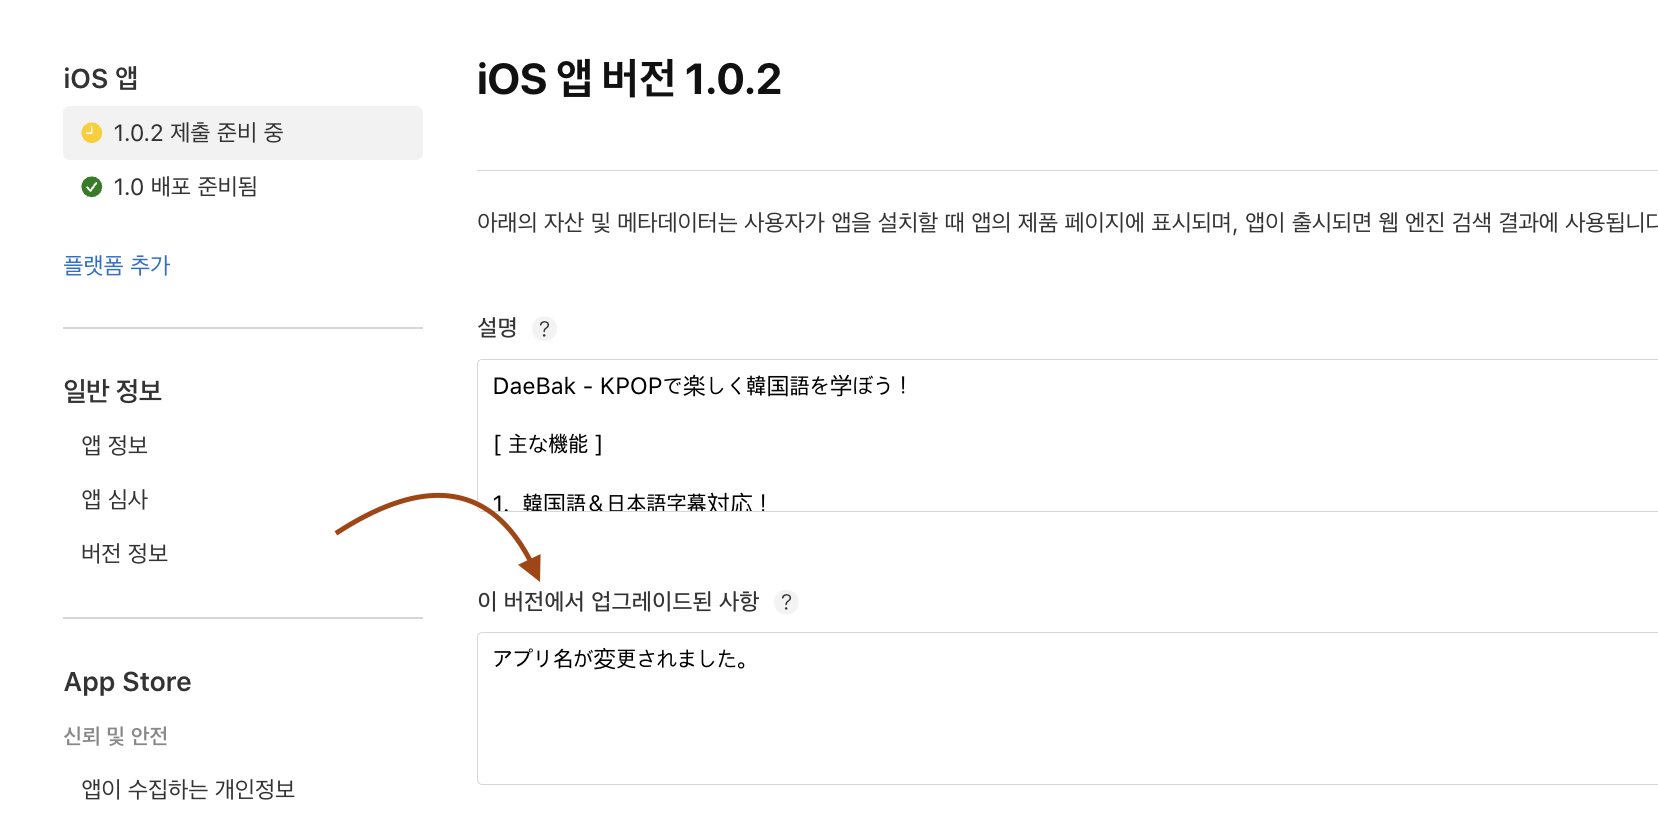 iOS 앱
1.0.2 제출 준비 중
1.0 배포 준비됨
플랫폼 추가
일반 정보
앱 정보
앱 심사
버전 정보
App Store
신뢰 및 안전
앱이 수집하는 개인정보
iOS 앱 버전 1.0.2
아래의 자산 및 메타데이터는 사용자가 앱을 설치할 때 앱의 제품 페이지에 표시되며, 앱이 출시되면 웹 엔진 검색 결과에 사용됩니다
설명 ?
DaeBak - KPOPで楽しく韓国語を学ぼう！
[ 主な機能 ]
1. 韓国語＆日本語字幕対応！
이 버전에서 업그레이드된 사항 ?
アプリ名が変更されました。